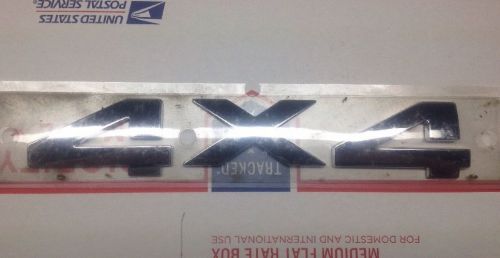 UNITED STATES
POSTAL SERVICE®
4X4
TRACKED
FOR DOMESTIC AND INTERNATIONAL USE
MEDIUM FLAT RATE BOX